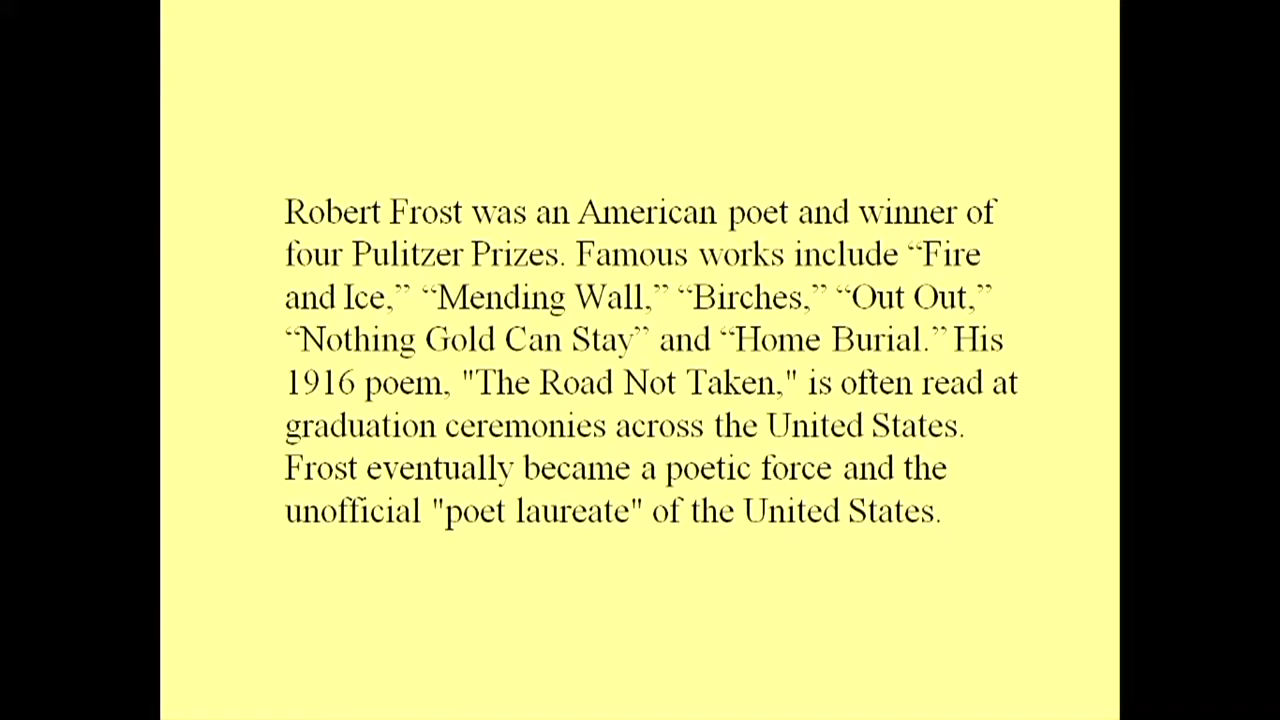 Robert Frost was an American poet and winner of
four Pulitzer Prizes. Famous works include “Fire
and Ice,” “Mending Wall,” “Birches,” “Out Out,”
“Nothing Gold Can Stay” and “Home Burial.” His
1916 poem, "The Road Not Taken," is often read at
graduation ceremonies across the United States.
Frost eventually became a poetic force and the
unofficial "poet laureate" of the United States.